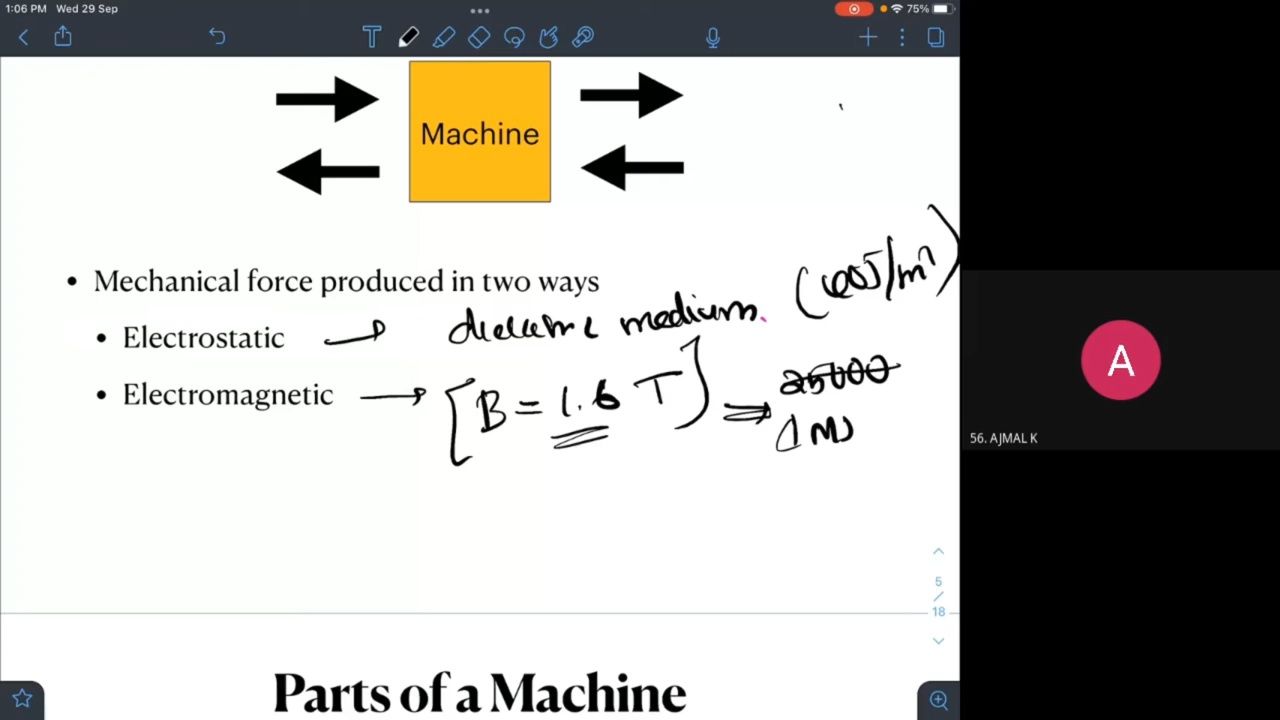 1:06 PM Wed 29 Sep
75%
T
Machine
• Mechanical force produced in two ways
(J/m³)
• Electrostatic → dielectric medium.
• Electromagnetic → [B = 1.6 T] ⇒ 25000
1 MJ
A
56. AJMAL K
5
/
18
Parts of a Machine